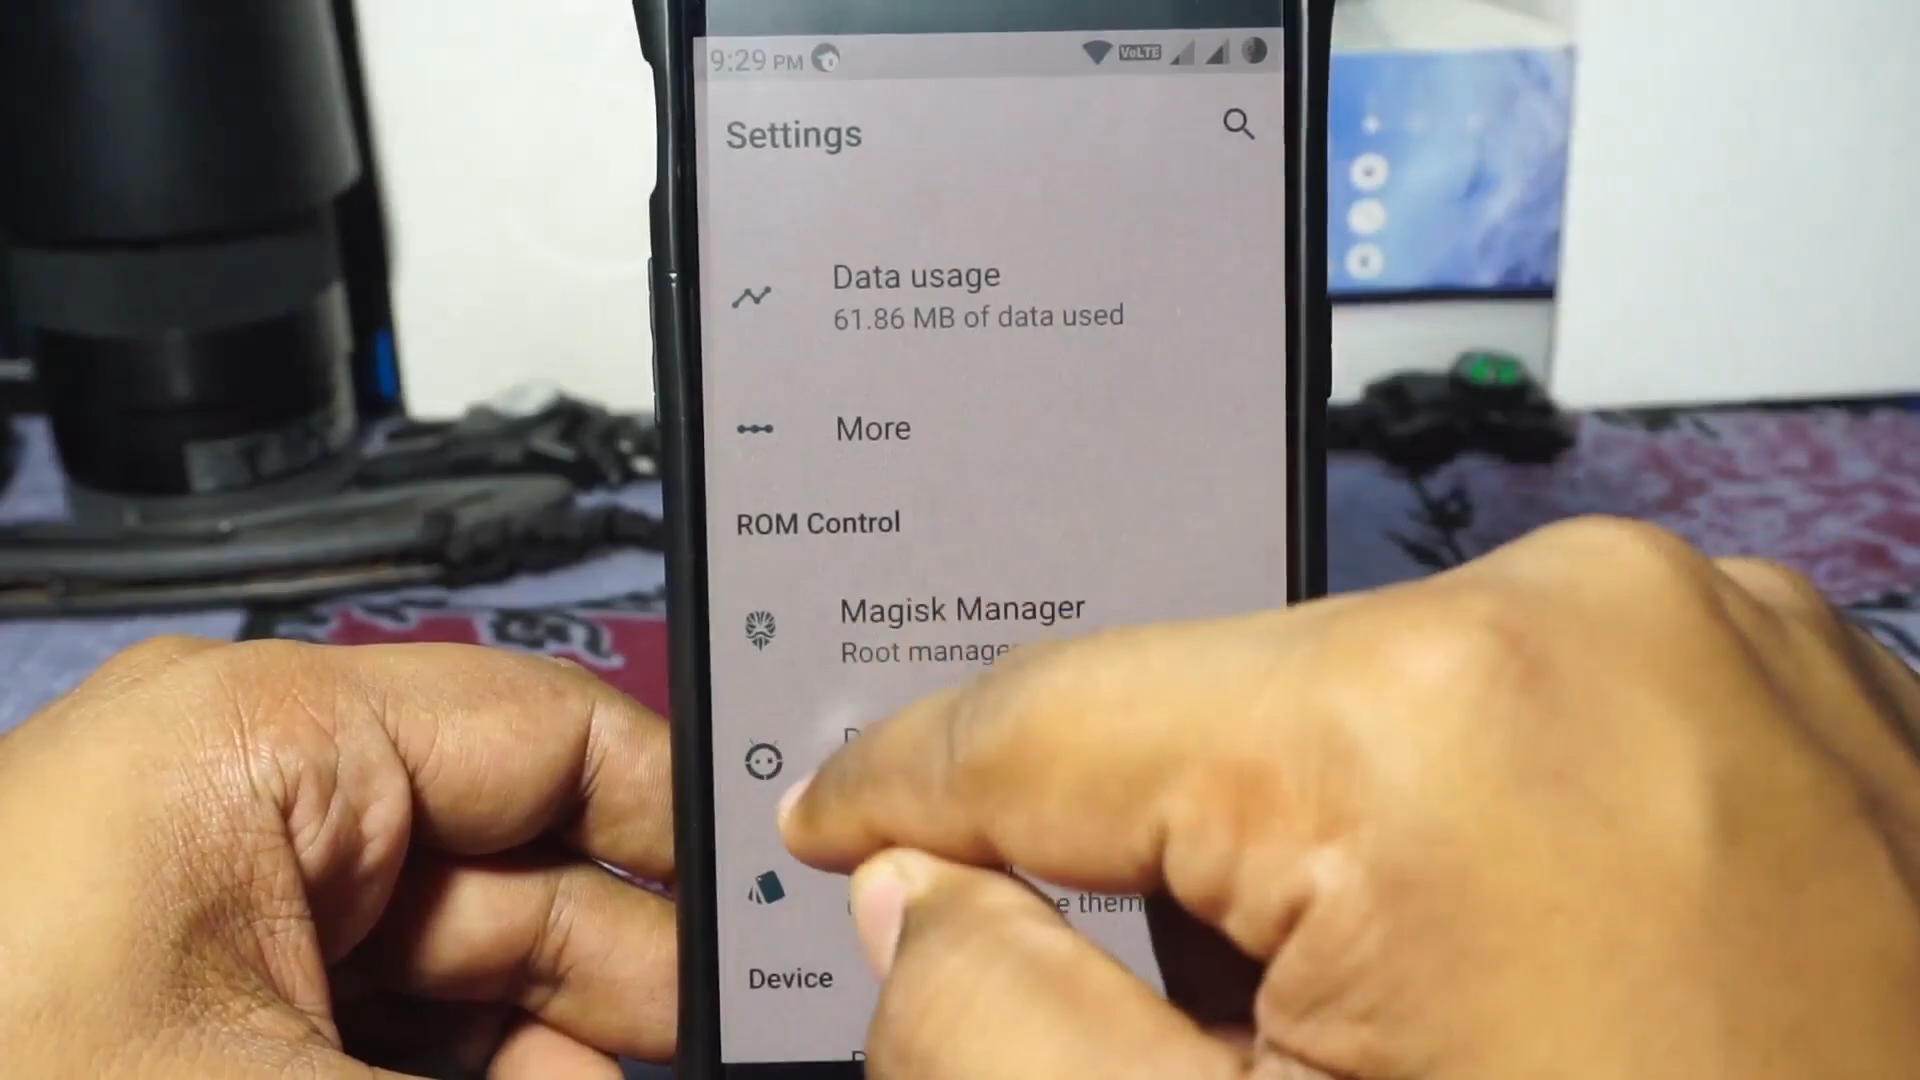 9:29 PM VoLTE
Settings
Data usage
61.86 MB of data used
More
ROM Control
Magisk Manager
Root
them
Device